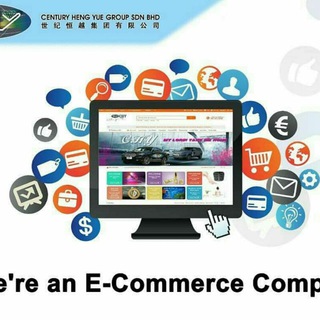 CENTURY HENG YUE GROUP SDN BHD
世纪恒越集团有限公司
e're an E-Commerce Comp